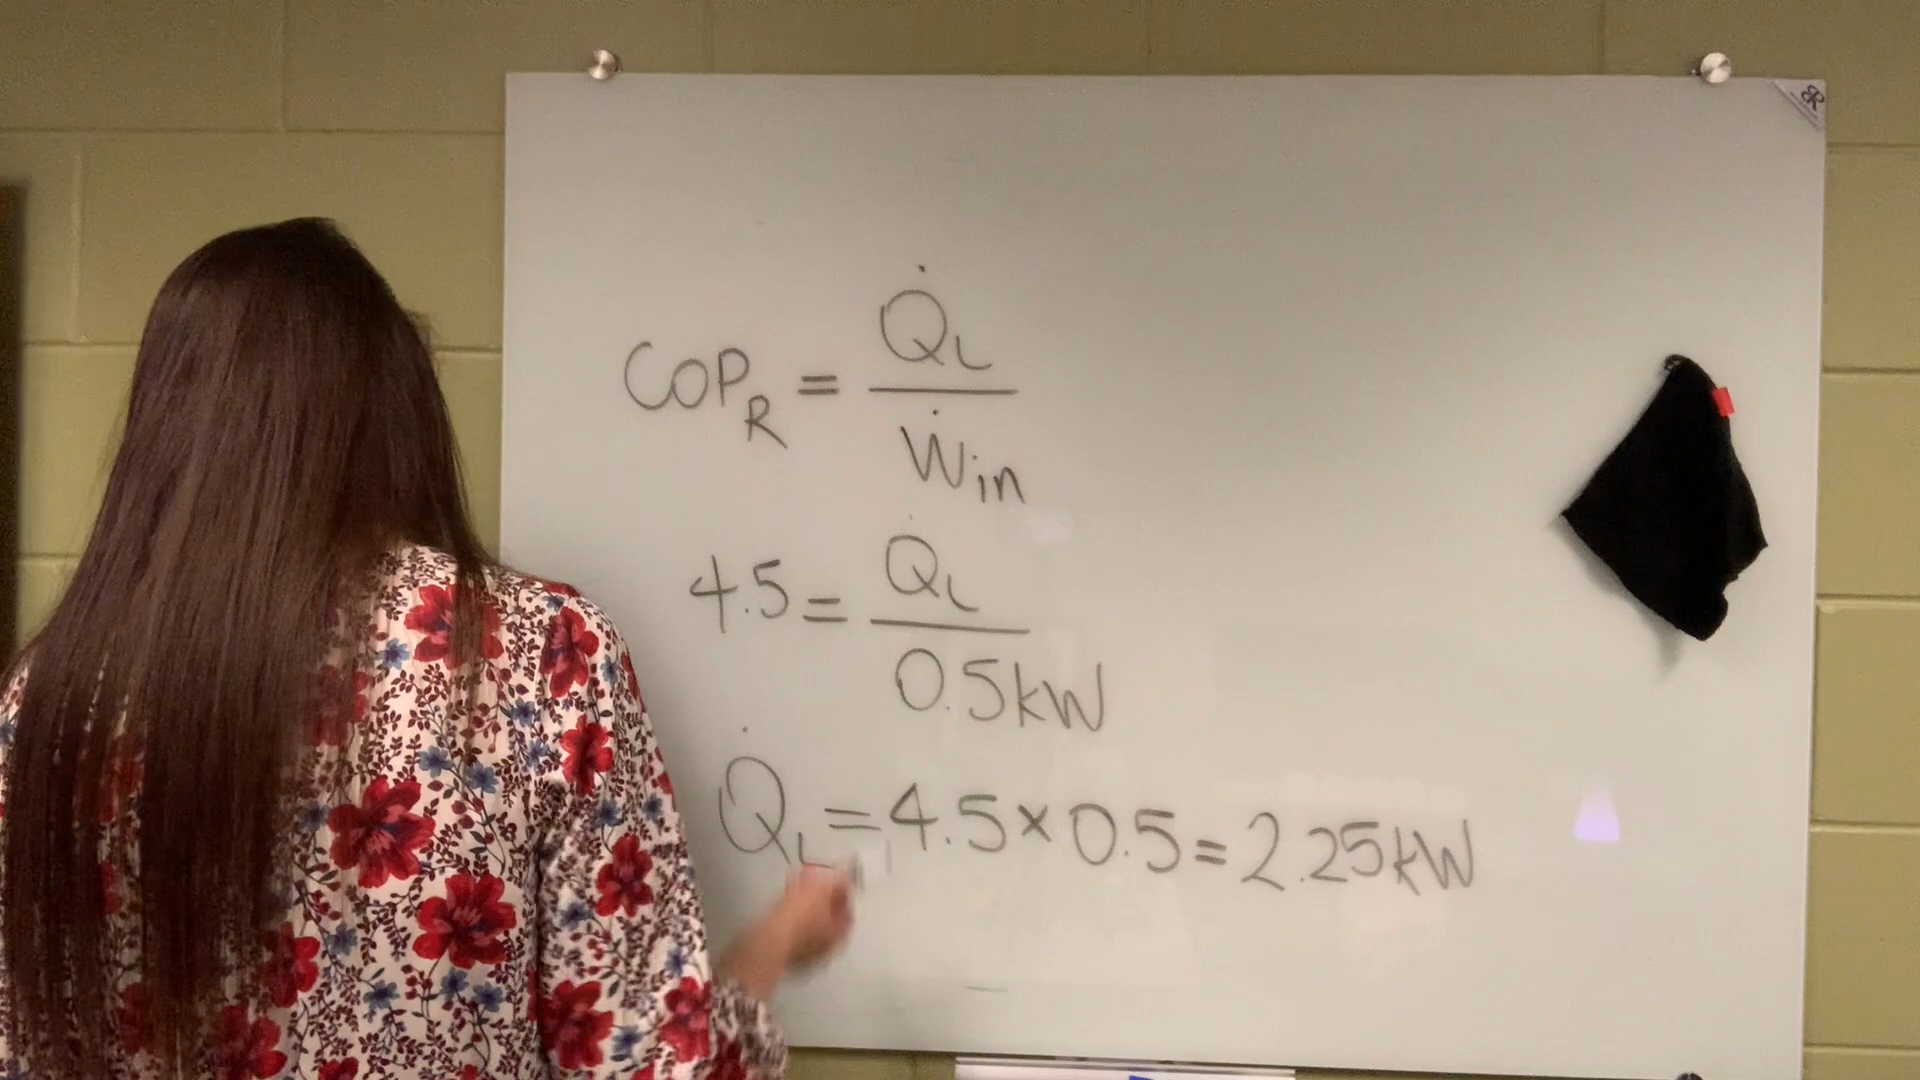 COP_R = Q̇_L / Ẇ_in
4.5 = Q̇_L / 0.5kW
Q̇_L = 4.5 × 0.5 = 2.25kW